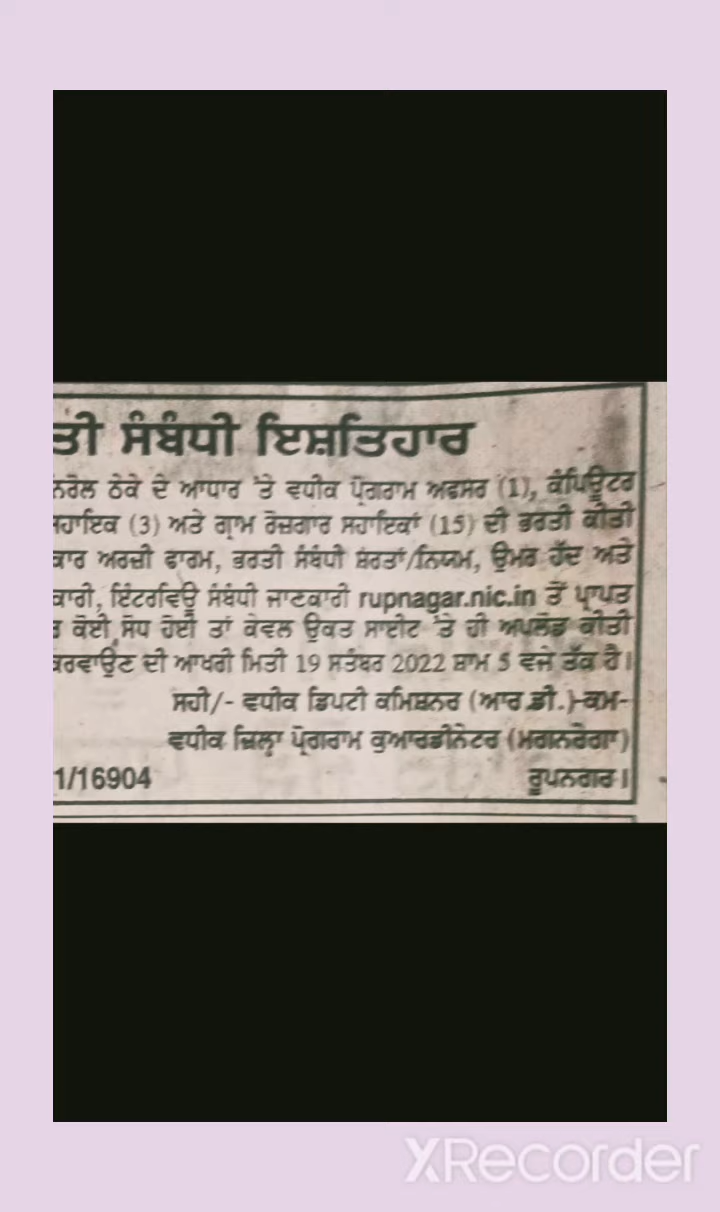 ਤੀ ਸੰਬੰਧੀ ਇਸ਼ਤਿਹਾਰ
ਨਰੋਲ ਠੇਕੇ ਦੇ ਆਧਾਰ 'ਤੇ ਵਧੀਕ ਪ੍ਰੋਗਰਾਮ ਅਫਸਰ (1), ਕੰਪਿਊਟਰ
ਸਹਾਇਕ (3) ਅਤੇ ਗ੍ਰਾਮ ਰੋਜ਼ਗਾਰ ਸਹਾਇਕਾਂ (15) ਦੀ ਭਰਤੀ ਕੀਤੀ
ਕਾਰ ਅਰਜ਼ੀ ਫਾਰਮ, ਭਰਤੀ ਸੰਬੰਧੀ ਸ਼ਰਤਾਂ/ਨਿਯਮ, ਉਮਰ ਹੱਦ ਅਤੇ
ਕਾਰੀ, ਇੰਟਰਵਿਊ ਸੰਬੰਧੀ ਜਾਣਕਾਰੀ rupnagar.nic.in ਤੋਂ ਪ੍ਰਾਪਤ
ਕੋਈ ਸੋਧ ਹੋਈ ਤਾਂ ਕੇਵਲ ਉਕਤ ਸਾਈਟ 'ਤੇ ਹੀ ਅਪਲੋਡ ਕੀਤੀ
ਕਰਵਾਉਣ ਦੀ ਆਖਰੀ ਮਿਤੀ 19 ਸਤੰਬਰ 2022 ਸ਼ਾਮ 5 ਵਜੇ ਤੱਕ ਹੈ।
ਸਹੀ/- ਵਧੀਕ ਡਿਪਟੀ ਕਮਿਸ਼ਨਰ (ਆਰ.ਡੀ.)-ਕਮ-
ਵਧੀਕ ਜ਼ਿਲ੍ਹਾ ਪ੍ਰੋਗਰਾਮ ਕੁਆਰਡੀਨੇਟਰ (ਮਗਨਰੇਗਾ)
1/16904 ਰੂਪਨਗਰ।
XRecorder